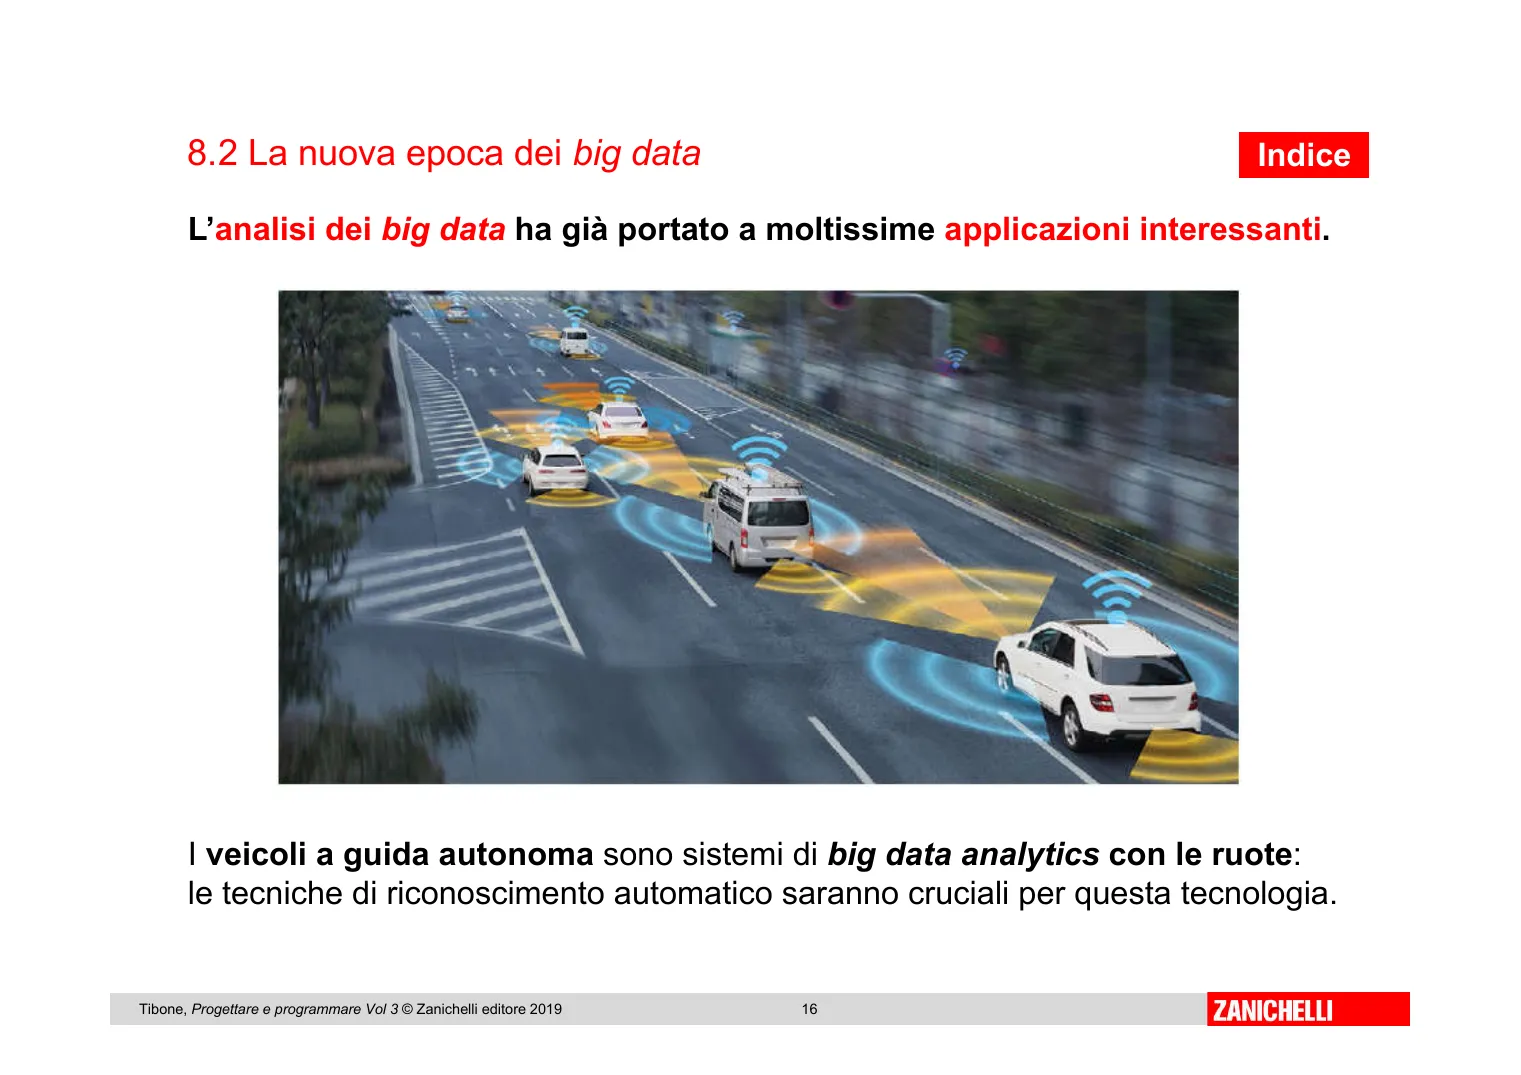 8.2 La nuova epoca dei big data
Indice
L’analisi dei big data ha già portato a moltissime applicazioni interessanti.
I veicoli a guida autonoma sono sistemi di big data analytics con le ruote:
le tecniche di riconoscimento automatico saranno cruciali per questa tecnologia.
Tibone, Progettare e programmare Vol 3 © Zanichelli editore 2019
16
ZANICHELLI